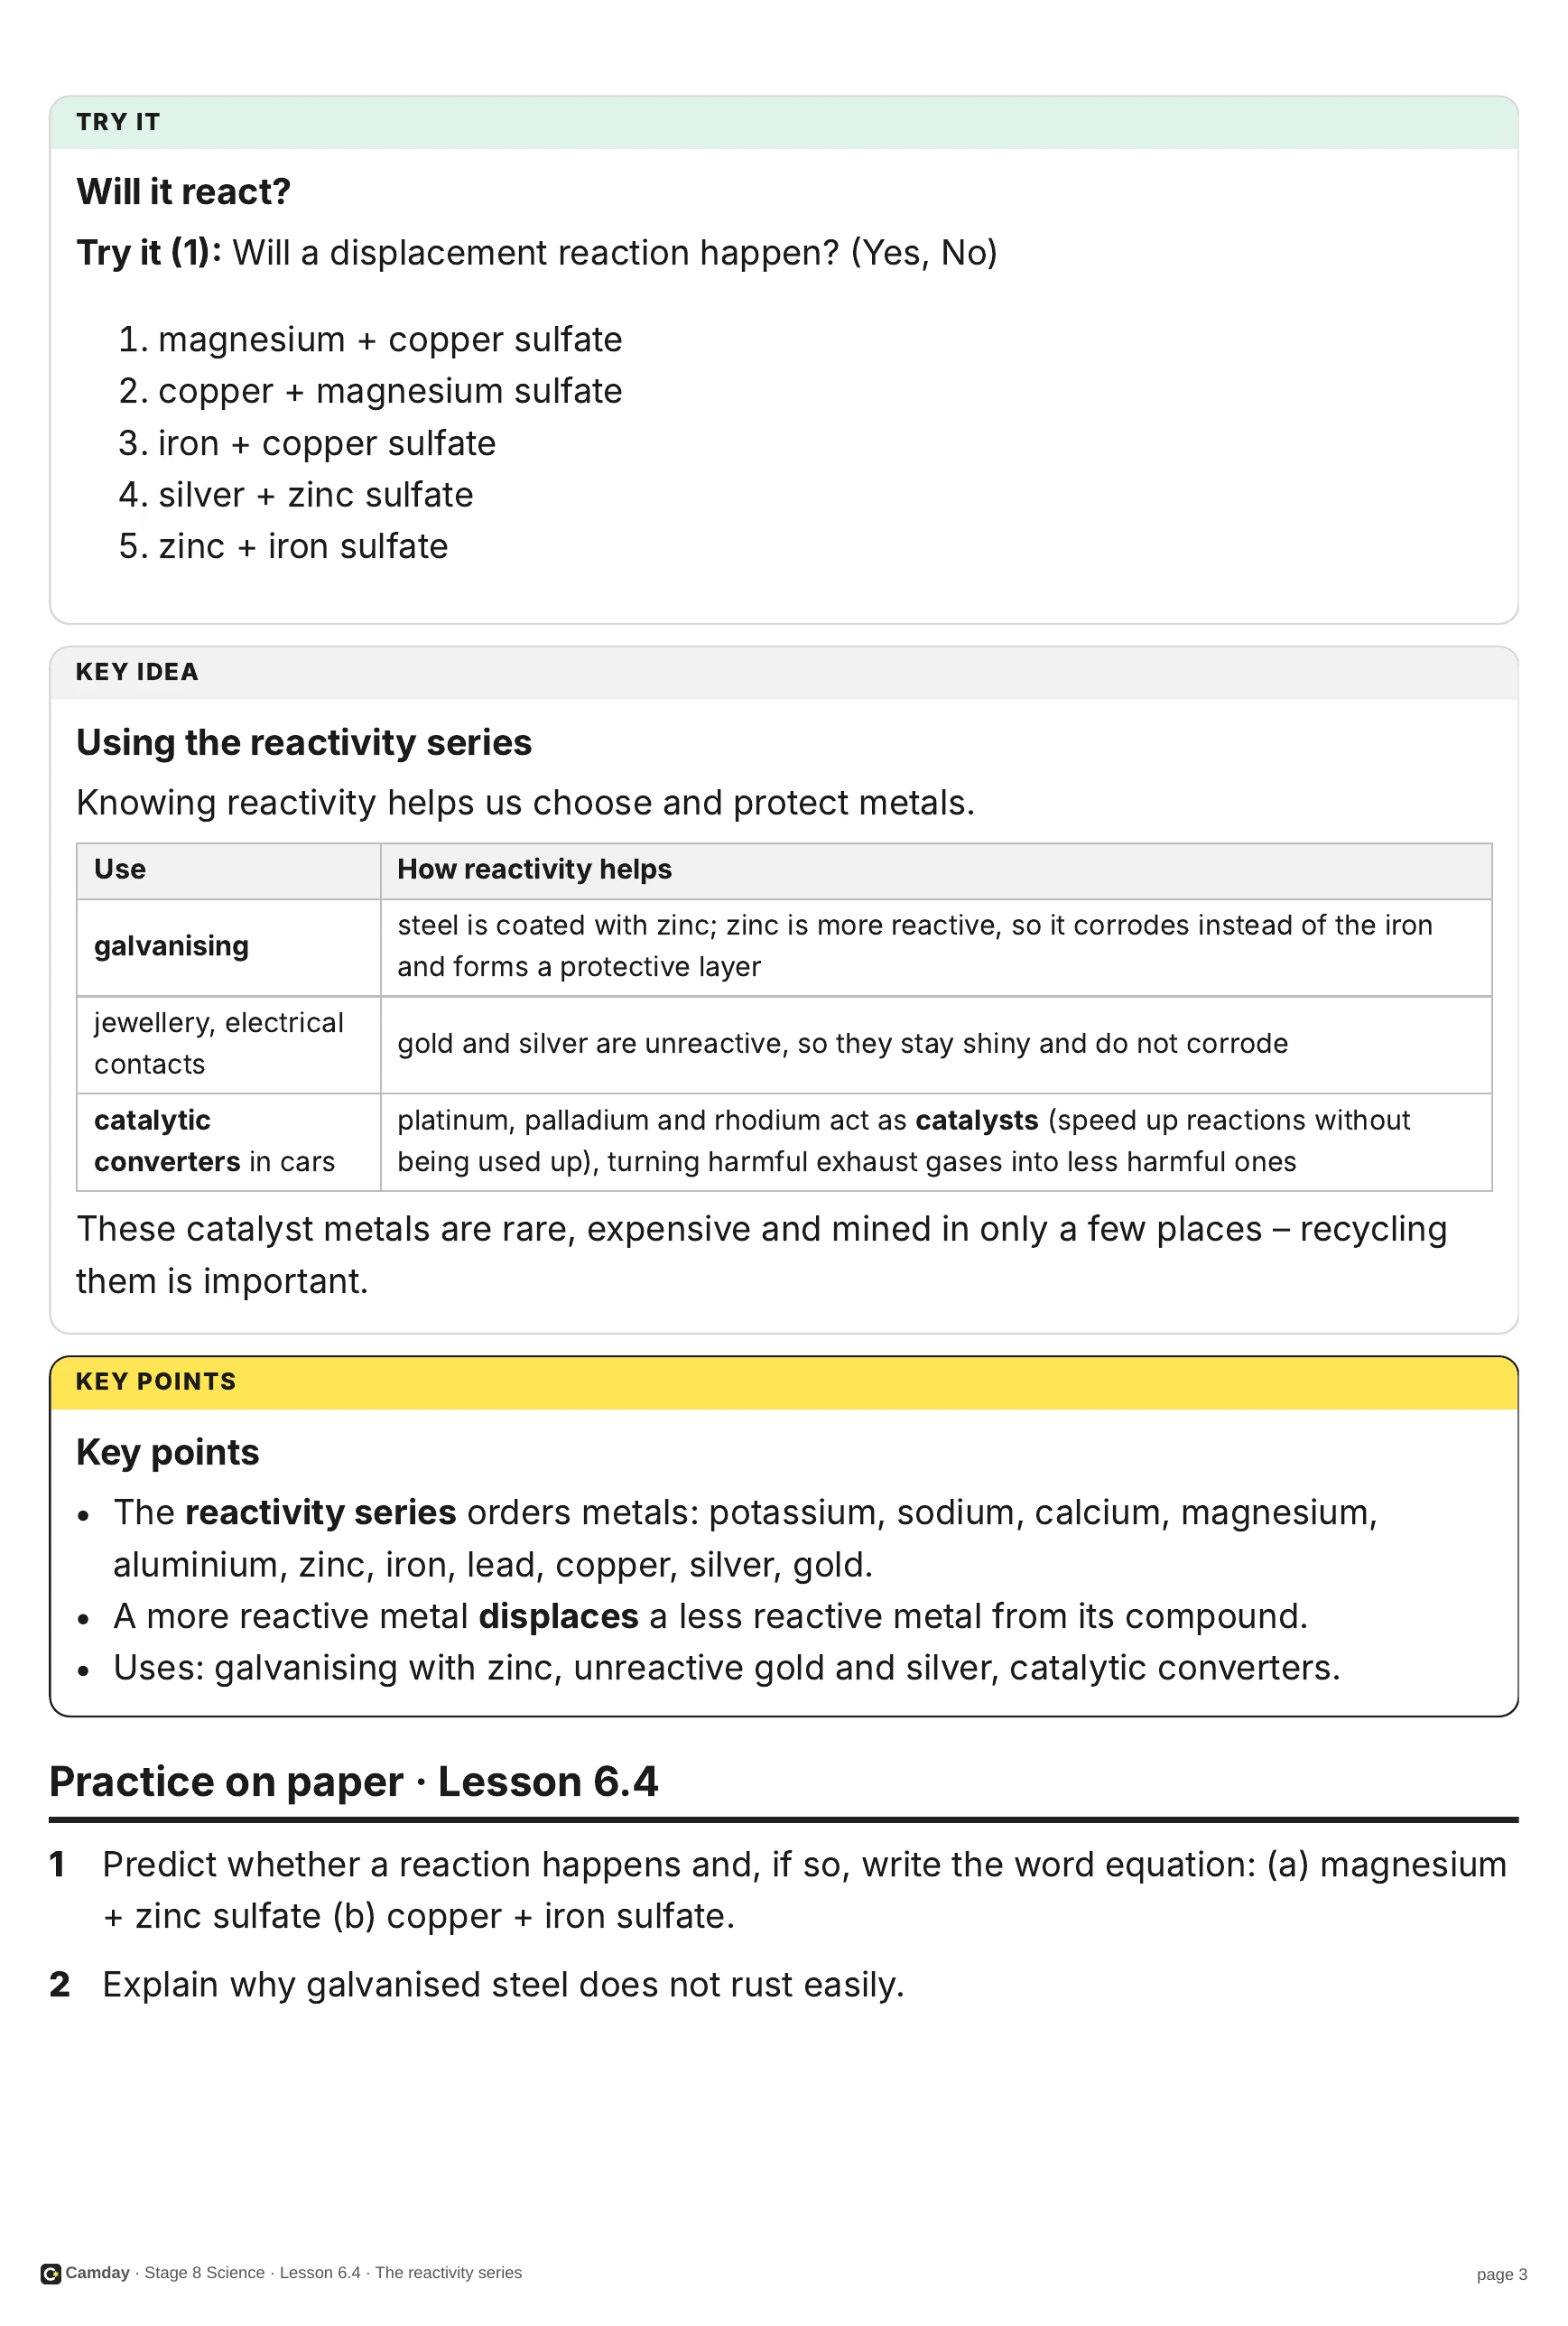 TRY IT
Will it react?
Try it (1): Will a displacement reaction happen? (Yes, No)
1. magnesium + copper sulfate
2. copper + magnesium sulfate
3. iron + copper sulfate
4. silver + zinc sulfate
5. zinc + iron sulfate
KEY IDEA
Using the reactivity series
Knowing reactivity helps us choose and protect metals.
Use How reactivity helps
galvanising
steel is coated with zinc; zinc is more reactive, so it corrodes instead of the iron
and forms a protective layer
jewellery, electrical
contacts
gold and silver are unreactive, so they stay shiny and do not corrode
catalytic
converters in cars
platinum, palladium and rhodium act as catalysts (speed up reactions without
being used up), turning harmful exhaust gases into less harmful ones
These catalyst metals are rare, expensive and mined in only a few places – recycling
them is important.
KEY POINTS
Key points
• The reactivity series orders metals: potassium, sodium, calcium, magnesium,
aluminium, zinc, iron, lead, copper, silver, gold.
• A more reactive metal displaces a less reactive metal from its compound.
• Uses: galvanising with zinc, unreactive gold and silver, catalytic converters.
Practice on paper · Lesson 6.4
1 Predict whether a reaction happens and, if so, write the word equation: (a) magnesium
+ zinc sulfate (b) copper + iron sulfate.
2 Explain why galvanised steel does not rust easily.
Camday · Stage 8 Science · Lesson 6.4 · The reactivity series
page 3